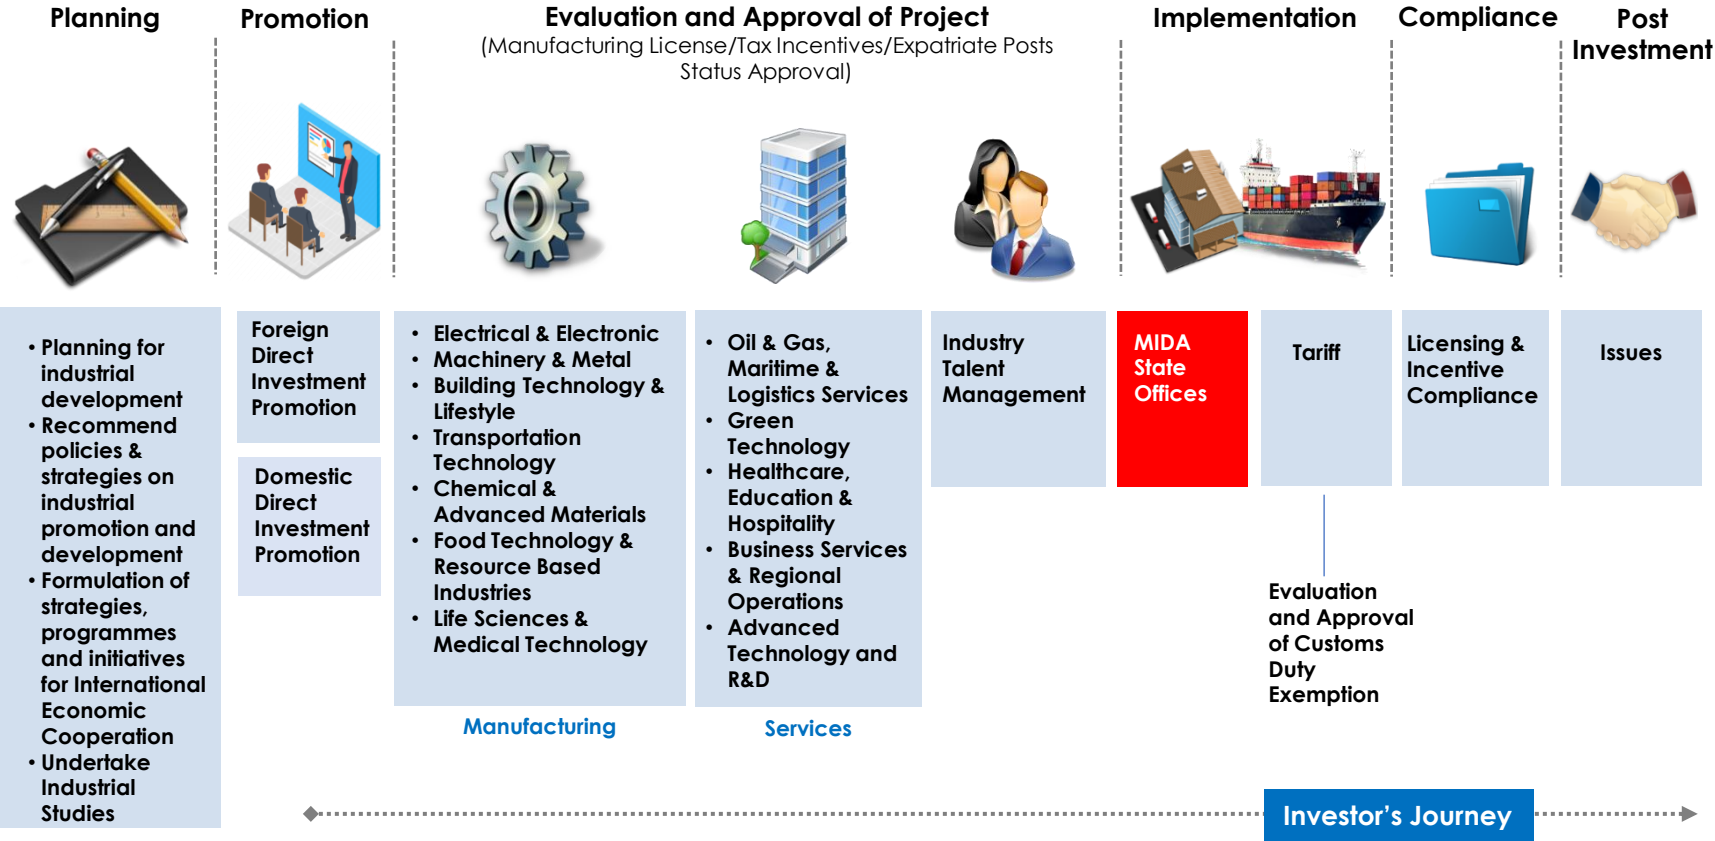 Planning
Promotion
Evaluation and Approval of Project
(Manufacturing License/Tax Incentives/Expatriate Posts
Status Approval)
Implementation
Compliance
Post
Investment
• Planning for
industrial
development
• Recommend
policies &
strategies on
industrial
promotion and
development
• Formulation of
strategies,
programmes
and initiatives
for International
Economic
Cooperation
• Undertake
Industrial
Studies
Foreign
Direct
Investment
Promotion
Domestic
Direct
Investment
Promotion
• Electrical & Electronic
• Machinery & Metal
• Building Technology &
Lifestyle
• Transportation
Technology
• Chemical &
Advanced Materials
• Food Technology &
Resource Based
Industries
• Life Sciences &
Medical Technology
Manufacturing
• Oil & Gas,
Maritime &
Logistics Services
• Green
Technology
• Healthcare,
Education &
Hospitality
• Business Services
& Regional
Operations
• Advanced
Technology and
R&D
Services
Industry
Talent
Management
MIDA
State
Offices
Tariff
Evaluation
and Approval
of Customs
Duty
Exemption
Licensing &
Incentive
Compliance
Issues
Investor's Journey